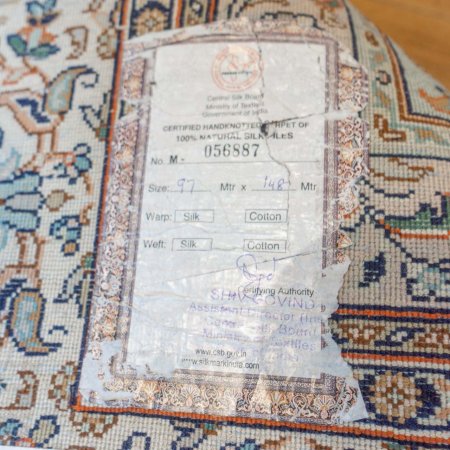 Central Silk Board
Ministry of Textiles
Government of India
CERTIFIED HANDKNOTTED CARPET OF
100% NATURAL SILK PILES
No. M- 056887
Size: 97 Mtr x 148 Mtr
Warp: Silk Cotton
Weft: Silk Cotton
Certifying Authority
Assistant Director
Board
www.csb.gov.in
www.silkmarkindia.com